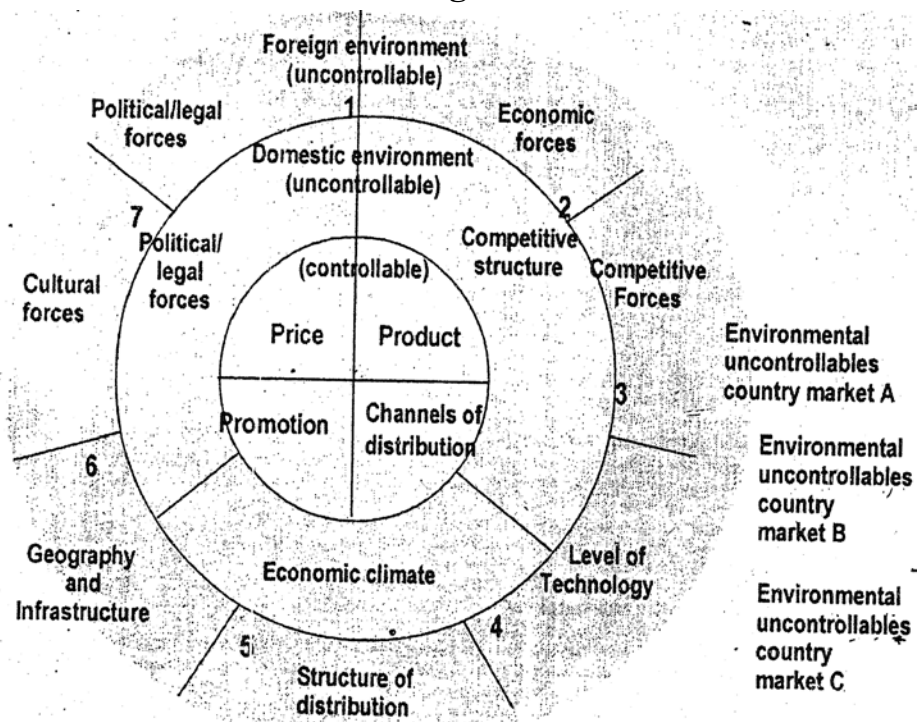 Foreign environment
(uncontrollable)
1
Political/legal
forces
Economic
forces
Domestic environment
(uncontrollable)
2
7
Political/
legal
forces
Competitive
structure
Cultural
forces
(controllable)
Competitive
Forces
Price
Product
Environmental
uncontrollables
country market A
3
Promotion
Channels of
distribution
6
Environmental
uncontrollables
country
market B
Geography
and
Infrastructure
Economic climate
Level of
Technology
4
5
Structure of
distribution
Environmental
uncontrollables
country
market C